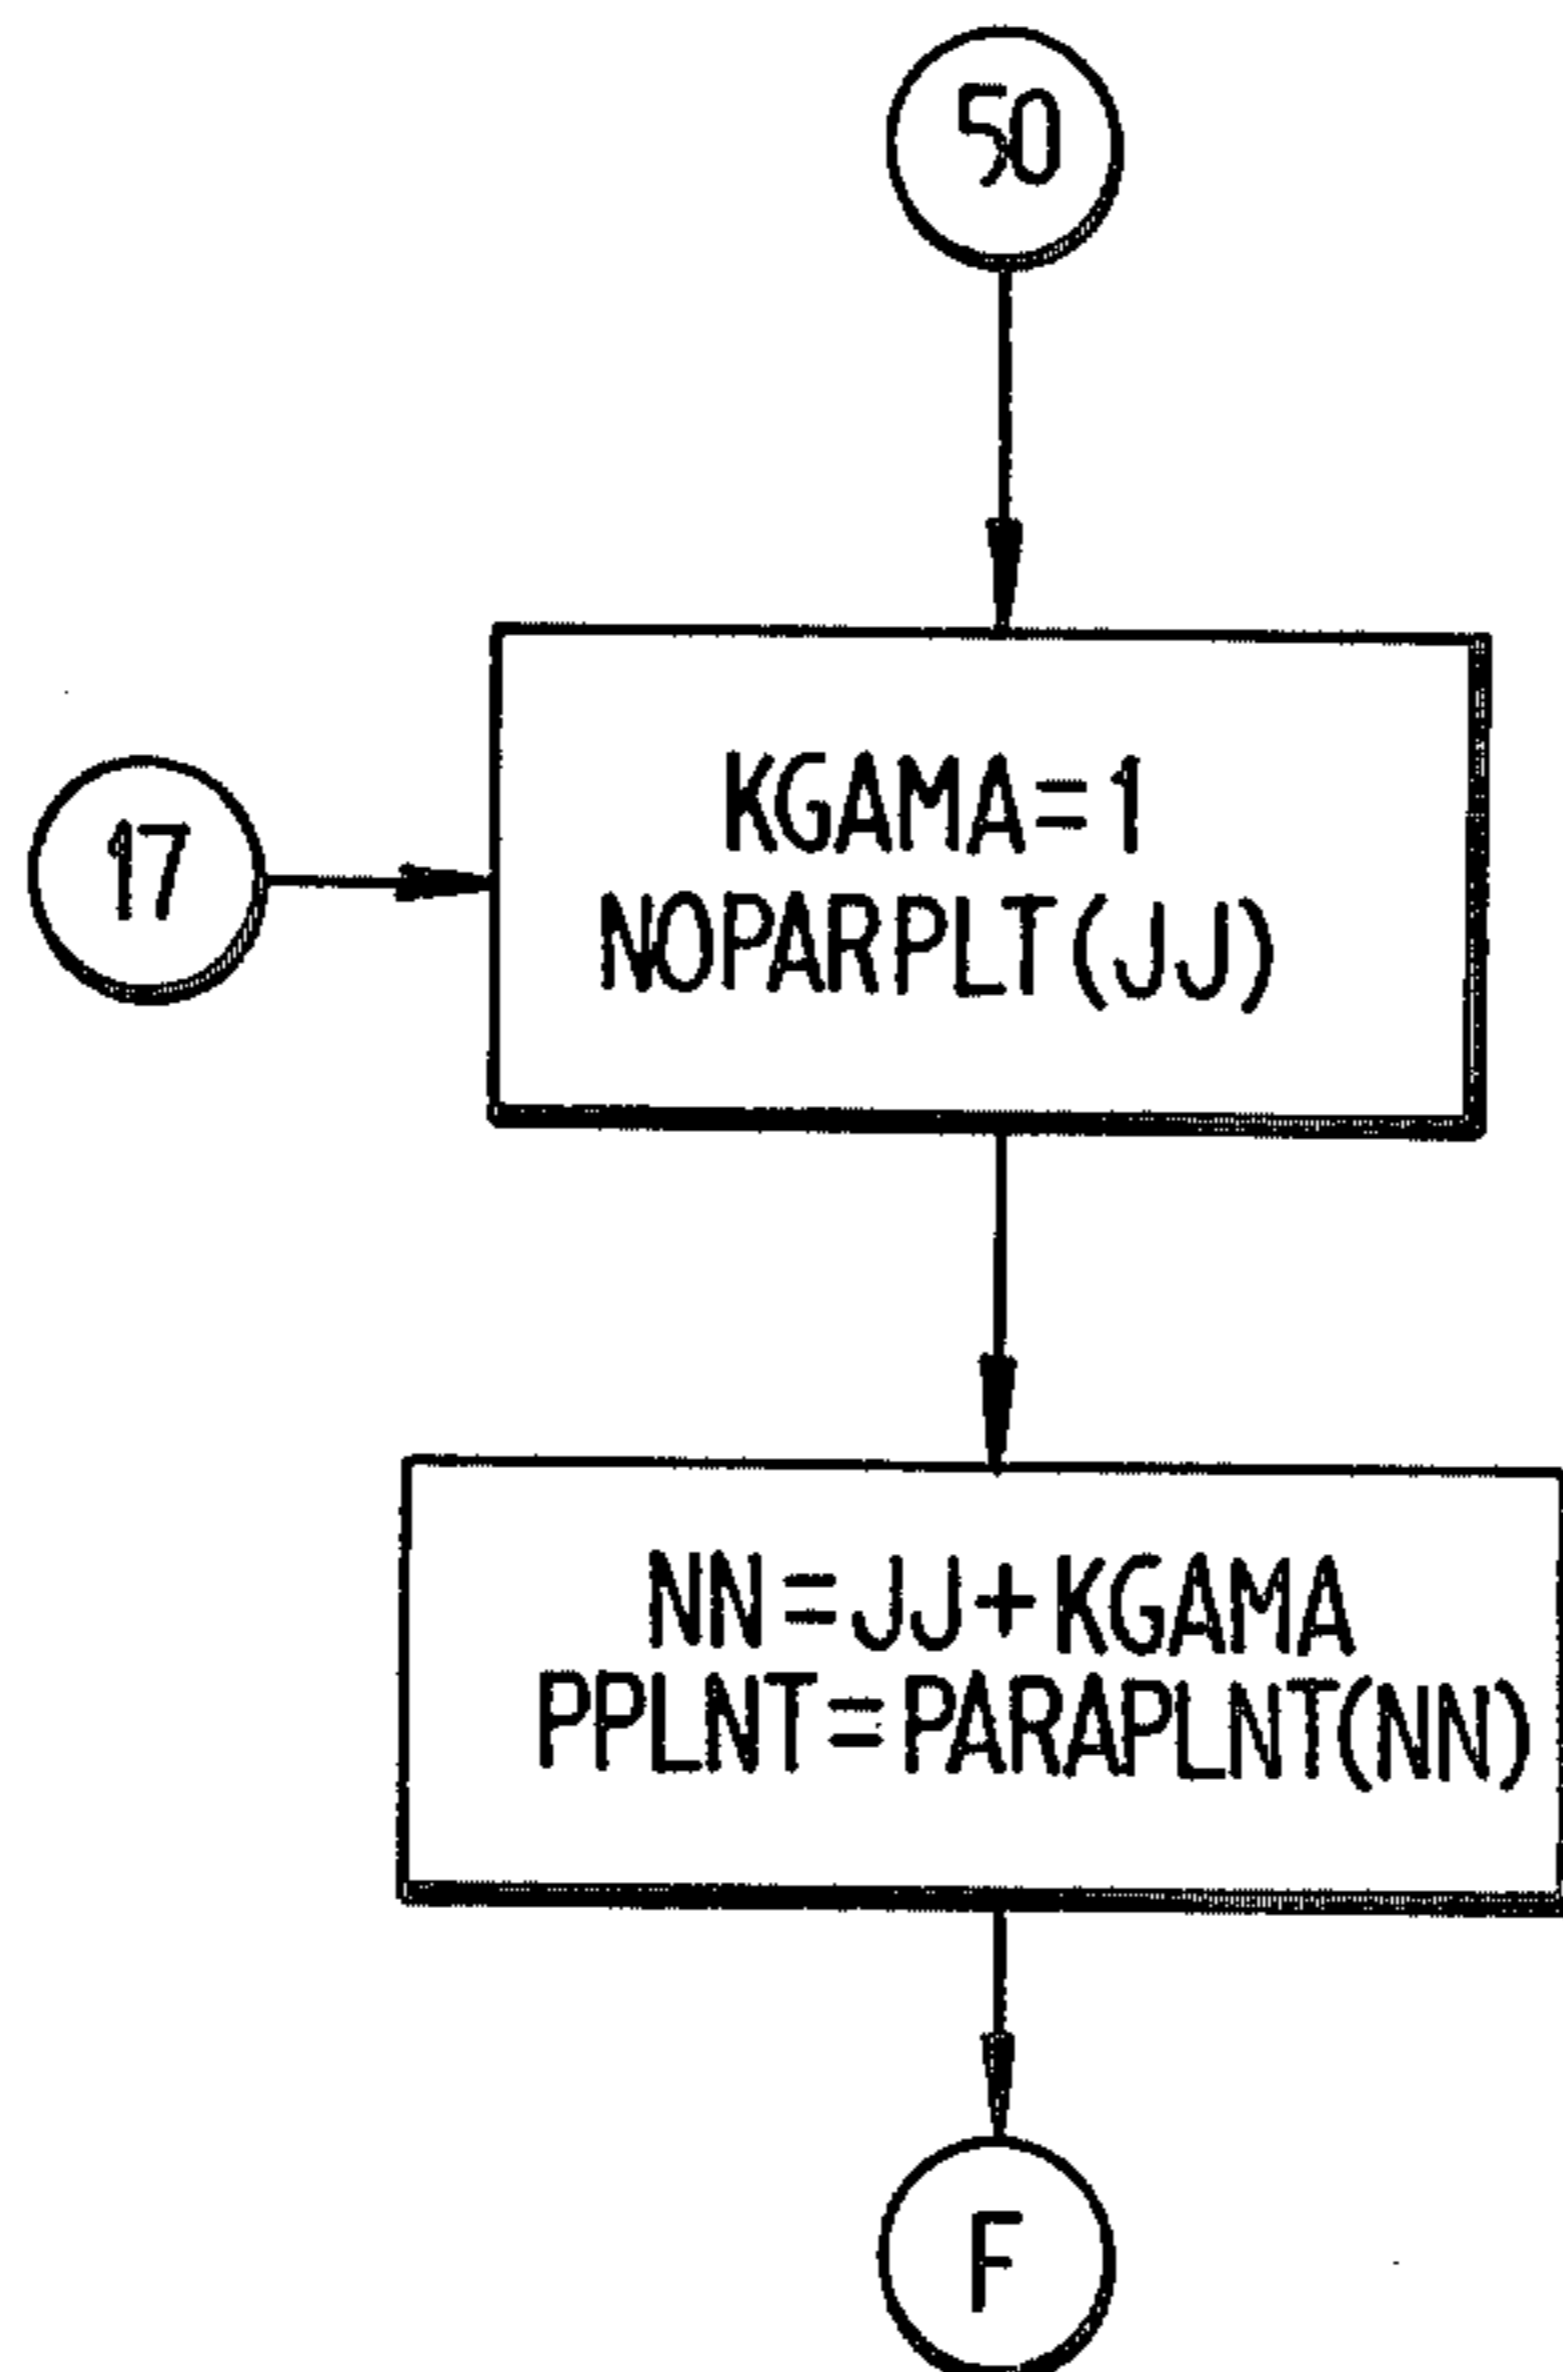 50
17
KGAMA=1
NOPARPLT(JJ)
NN=JJ+KGAMA
PPLNT=PARAPLNT(NN)
F